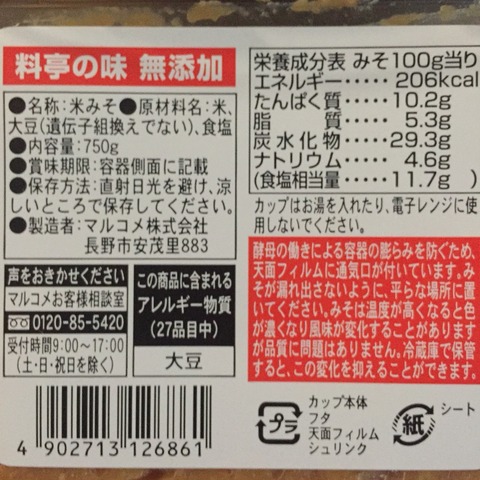 料亭の味 無添加
●名称:米みそ●原材料名:米、
大豆(遺伝子組換えでない)、食塩
●内容量:750g
●賞味期限:容器側面に記載
●保存方法:直射日光を避け、涼
しいところで保存してください。
●製造者:マルコメ株式会社
長野市安茂里883
声をおきかせください
マルコメお客様相談室
0120-85-5420
受付時間9:00~17:00
(土・日・祝日を除く)
この商品に含まれる
アレルギー物質
(27品目中)
大豆
4 902713 126861
栄養成分表 みそ100g当り
エネルギー・・・・・206kcal
たんぱく質・・・・・10.2g
脂質・・・・・5.3g
炭水化物・・・・・29.3g
ナトリウム・・・・・4.6g
(食塩相当量・・・・・11.7g)
カップはお湯を入れたり、電子レンジに使
用しないでください。
酵母の働きによる容器の膨らみを防ぐため、
天面フィルムに通気口が付いています。み
そが漏れ出さないように、平らな場所に置
いてください。みそは温度が高くなると色
が濃くなり風味が変化することがあります
が品質に問題はありません。冷蔵庫で保管
すると、この変化を抑えることができます。
プラ
カップ本体
フタ
天面フィルム
シュリンク
紙
シート